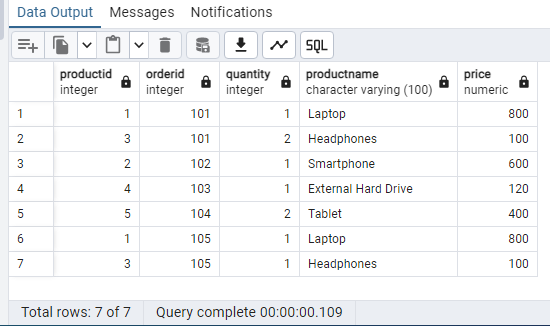 Data Output Messages Notifications
SQL
productid orderid quantity productname price
integer integer integer character varying (100) numeric
1 1 101 1 Laptop 800
2 3 101 2 Headphones 100
3 2 102 1 Smartphone 600
4 4 103 1 External Hard Drive 120
5 5 104 2 Tablet 400
6 1 105 1 Laptop 800
7 3 105 1 Headphones 100
Total rows: 7 of 7 Query complete 00:00:00.109